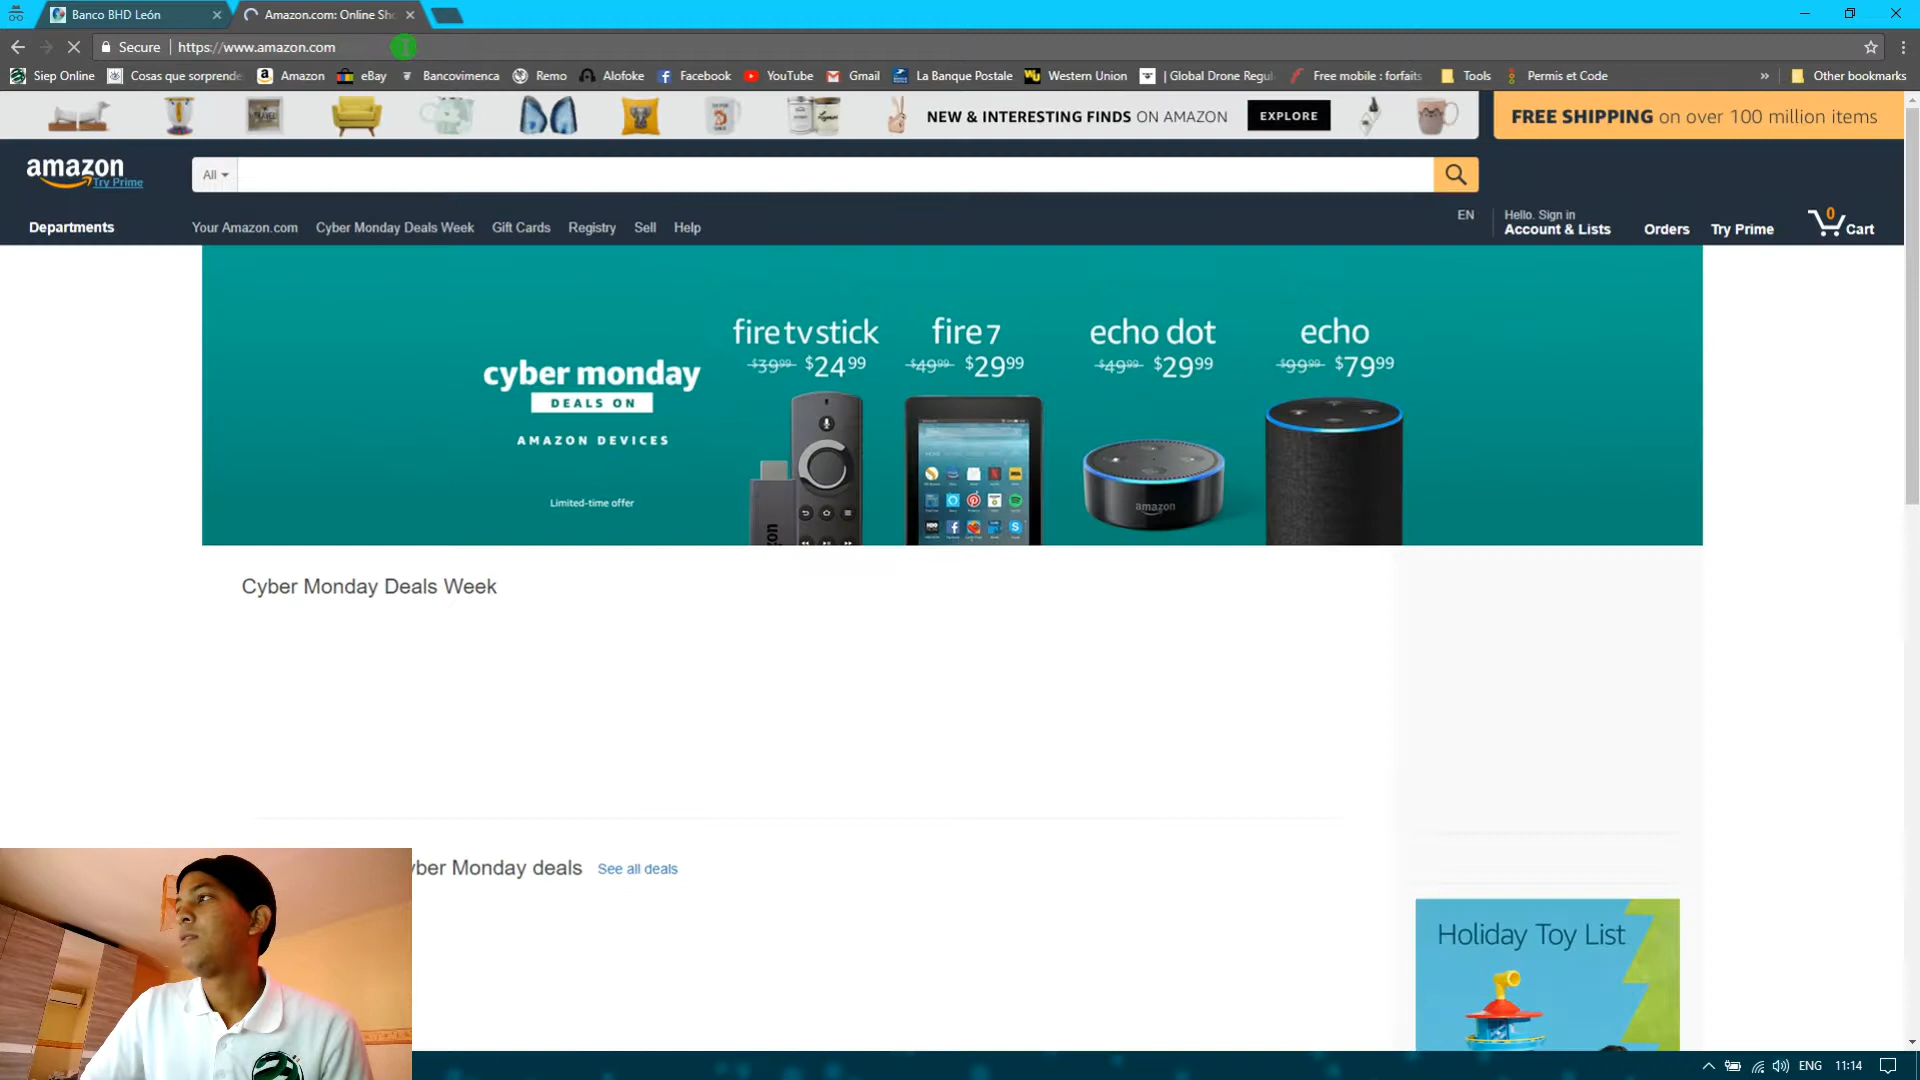 Banco BHD León
Amazon.com: Online Sho
Secure https://www.amazon.com
Siep Online Cosas que sorprende Amazon eBay Bancovimenca Remo Alofoke Facebook YouTube Gmail La Banque Postale Western Union | Global Drone Regul Free mobile : forfaits Tools Permis et Code » Other bookmarks
NEW & INTERESTING FINDS ON AMAZON EXPLORE
FREE SHIPPING on over 100 million items
amazon
Try Prime
All
Departments
Your Amazon.com Cyber Monday Deals Week Gift Cards Registry Sell Help
EN
Hello. Sign in
Account & Lists
Orders
Try Prime
0
Cart
cyber monday
DEALS ON
AMAZON DEVICES
Limited-time offer
fire tv stick
$39.99 $24.99
fire 7
$49.99 $29.99
echo dot
$49.99 $29.99
echo
$99.99 $79.99
amazon
Cyber Monday Deals Week
yber Monday deals See all deals
Holiday Toy List
ENG 11:14